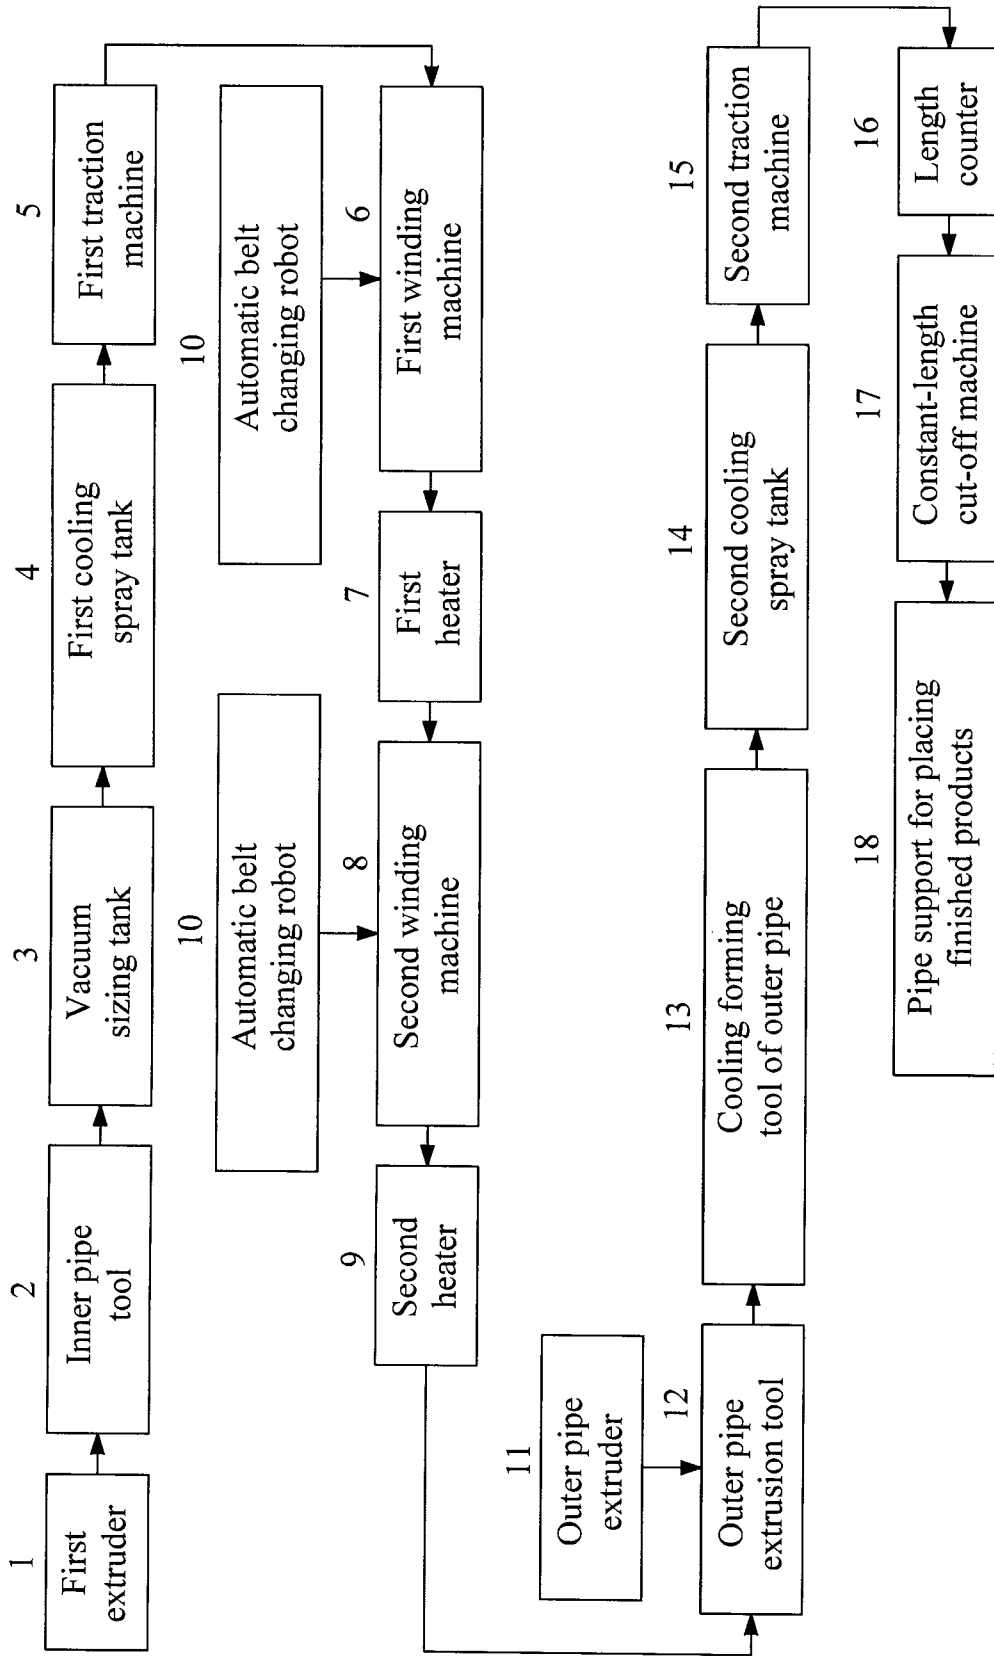 1
First
extruder
2
Inner pipe
tool
3
Vacuum
sizing tank
4
First cooling
spray tank
5
First traction
machine
10
Automatic belt
changing robot
6
First winding
machine
7
First
heater
10
Automatic belt
changing robot
8
Second winding
machine
9
Second
heater
11
Outer pipe
extruder
12
Outer pipe
extrusion tool
13
Cooling forming
tool of outer pipe
14
Second cooling
spray tank
15
Second traction
machine
16
Length
counter
17
Constant-length
cut-off machine
18
Pipe support for placing
finished products